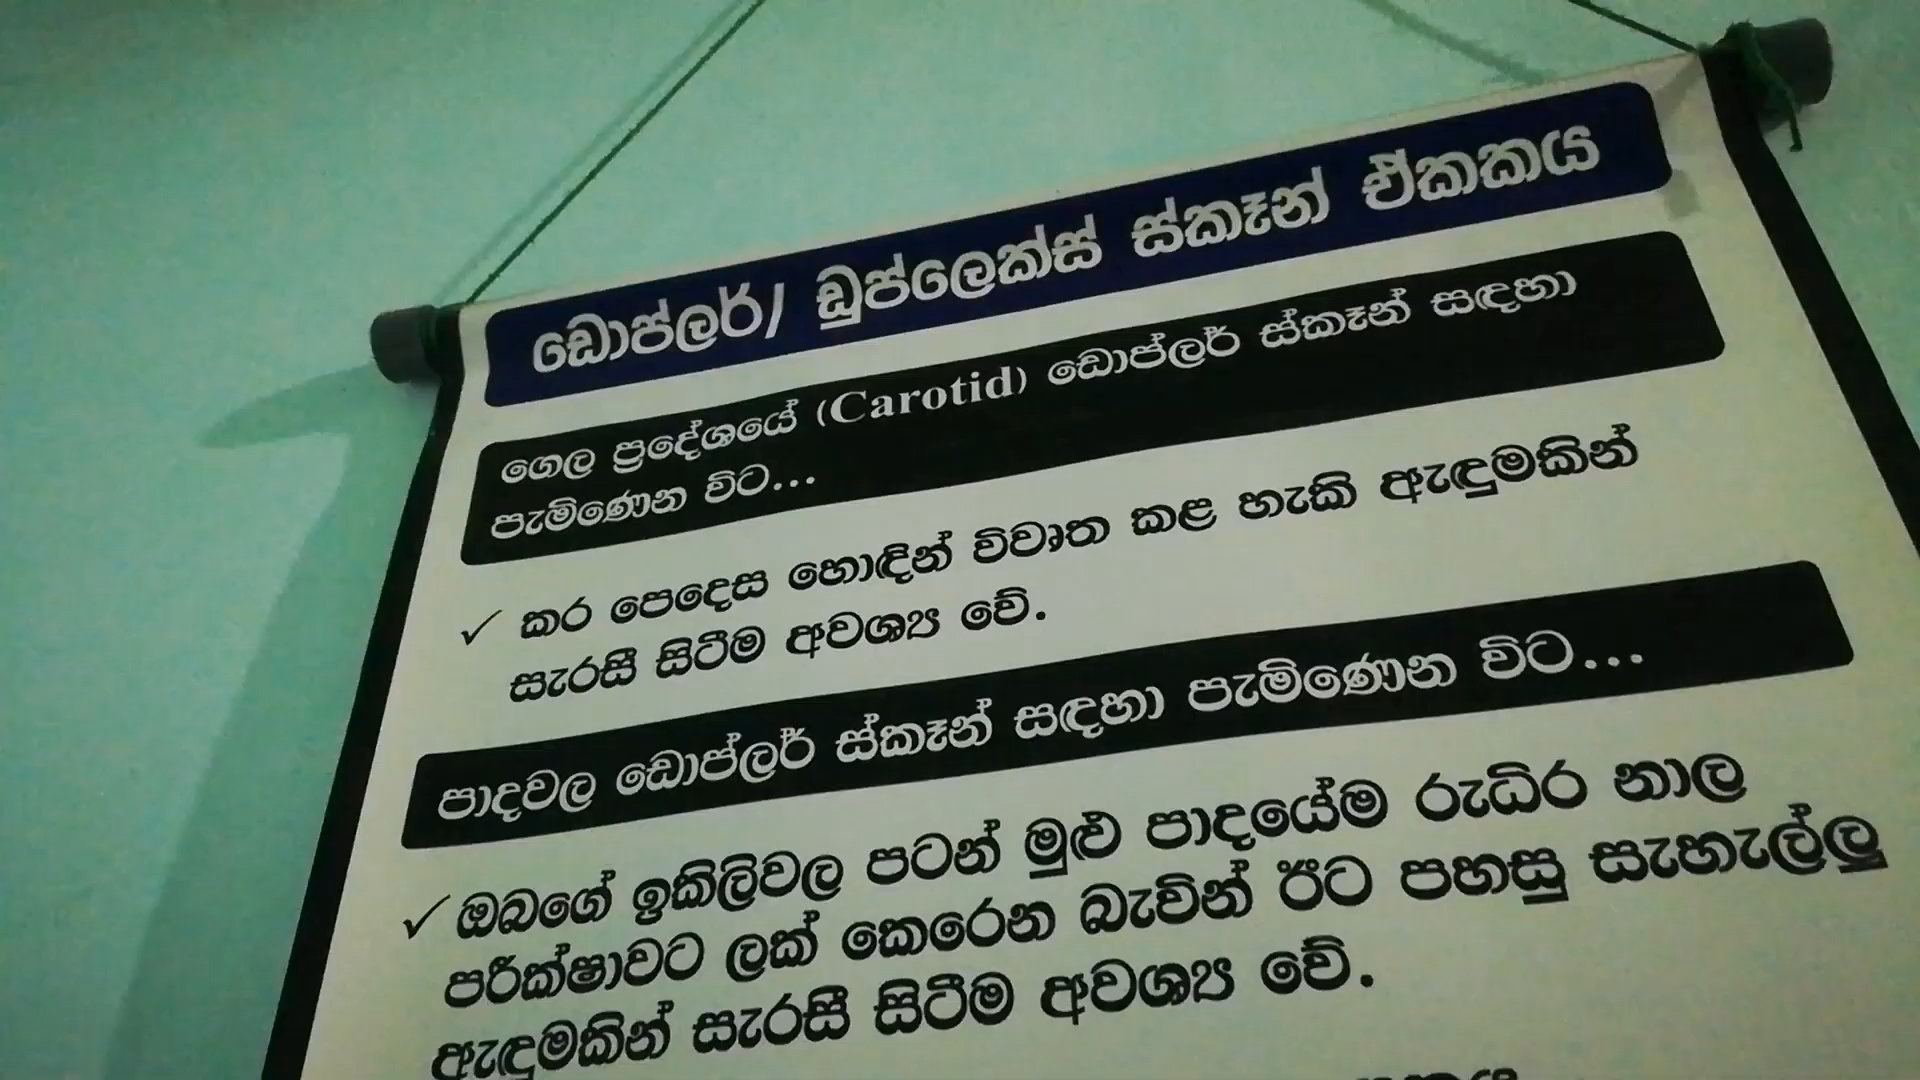 ඩොප්ලර්/ ඩුප්ලෙක්ස් ස්කෑන් ඒකකය
ගෙල ප්‍රදේශයේ (Carotid) ඩොප්ලර් ස්කෑන් සඳහා
පැමිණෙන විට...
✓ කර පෙදෙස හොඳින් විවෘත කළ හැකි ඇඳුමකින්
සැරසී සිටීම අවශ්‍ය වේ.
පාදවල ඩොප්ලර් ස්කෑන් සඳහා පැමිණෙන විට...
✓ ඔබගේ ඉකිලිවල පටන් මුළු පාදයේම රුධිර නාල
පරීක්ෂාවට ලක් කෙරෙන බැවින් ඊට පහසු සැහැල්ලු
ඇඳුමකින් සැරසී සිටීම අවශ්‍ය වේ.